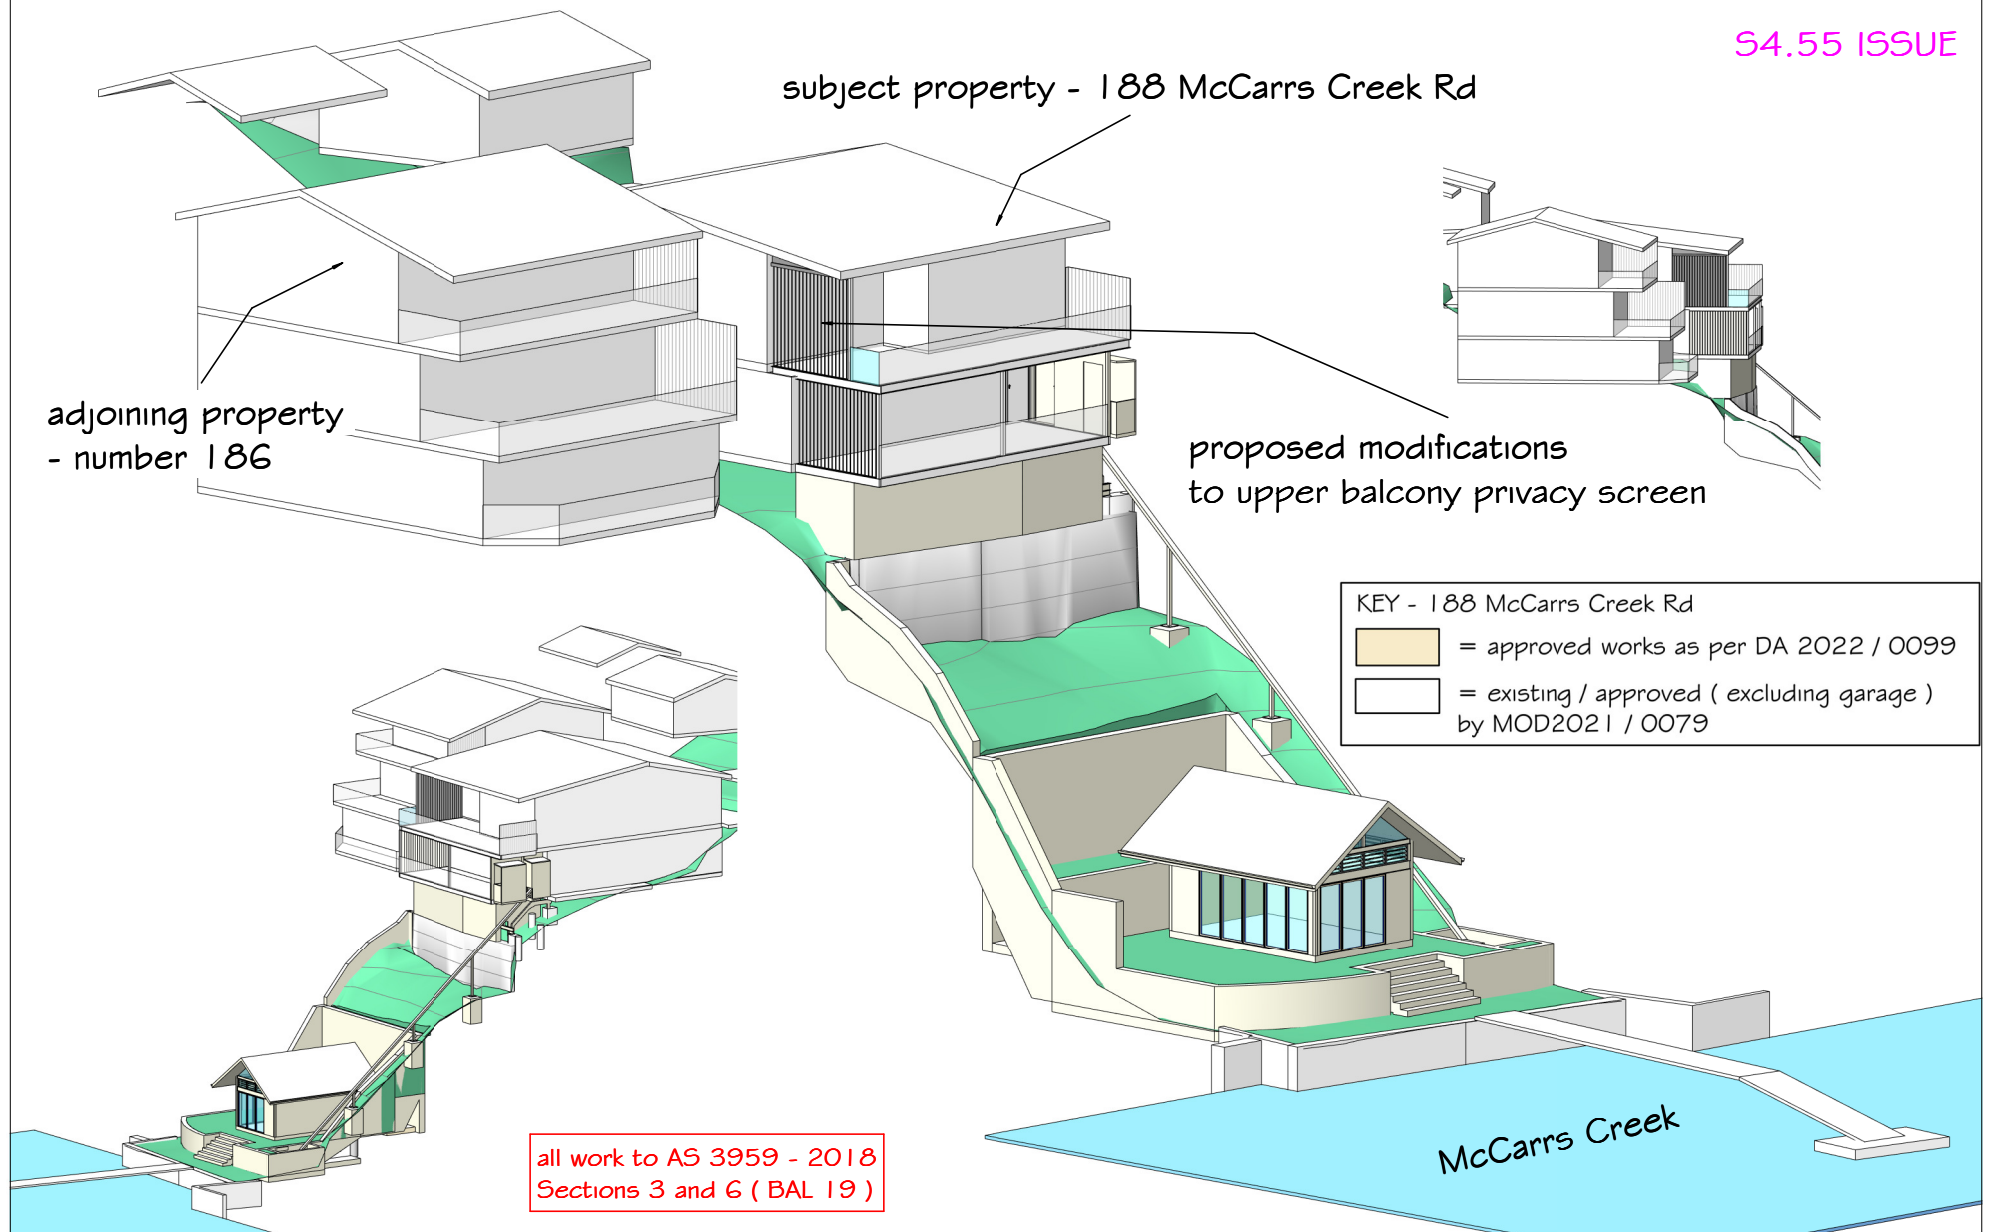 S4.55 ISSUE
subject property - 188 McCarrs Creek Rd
adjoining property
- number 186
proposed modifications
to upper balcony privacy screen
KEY - 188 McCarrs Creek Rd
= approved works as per DA 2022 / 0099
= existing / approved ( excluding garage )
by MOD2021 / 0079
all work to AS 3959 - 2018
Sections 3 and 6 ( BAL 19 )
McCarrs Creek